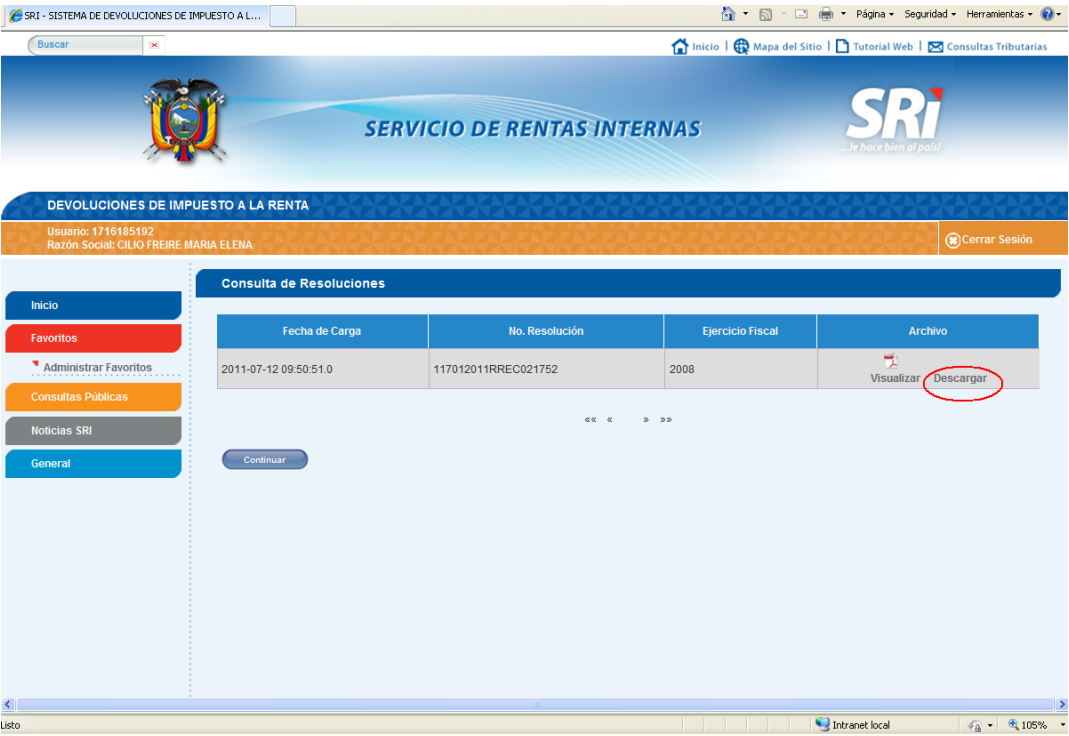 SRI - SISTEMA DE DEVOLUCIONES DE IMPUESTO A L...
Página Seguridad Herramientas
Buscar
Inicio | Mapa del Sitio | Tutorial Web | Consultas Tributarias
SERVICIO DE RENTAS INTERNAS
SRi
...le hace bien al país!
DEVOLUCIONES DE IMPUESTO A LA RENTA
Usuario: 1716185192
Razón Social: CILIO FREIRE MARIA ELENA
Cerrar Sesión
Consulta de Resoluciones
Inicio
Favoritos
Administrar Favoritos
Consultas Públicas
Noticias SRI
General
Fecha de Carga No. Resolución Ejercicio Fiscal Archivo
2011-07-12 09:50:51.0 117012011RREC021752 2008 Visualizar Descargar
«« « » »»
Continuar
Listo
Intranet local
105%